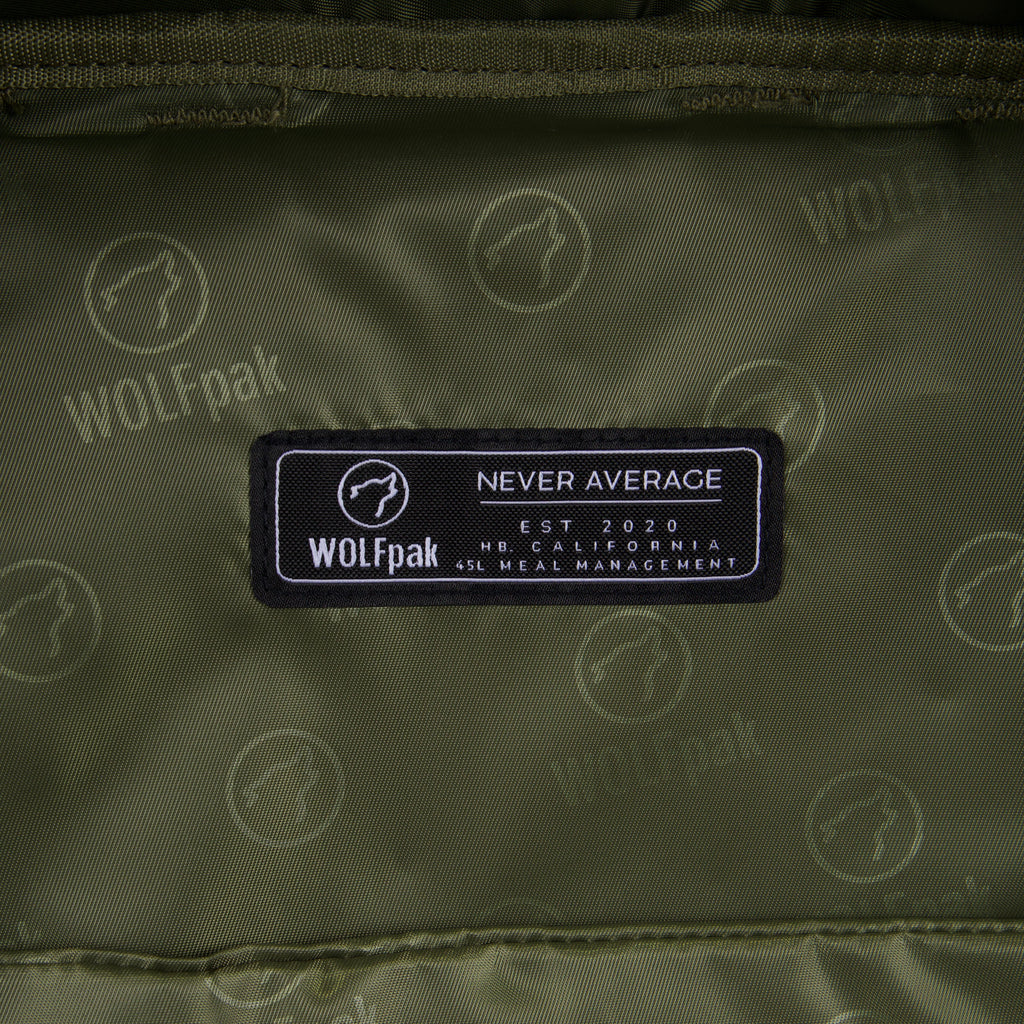 WOLFpak
WOLFpak
NEVER AVERAGE
EST 2020
HB. CALIFORNIA
45L MEAL MANAGEMENT
WOLFpak
WOLFpak